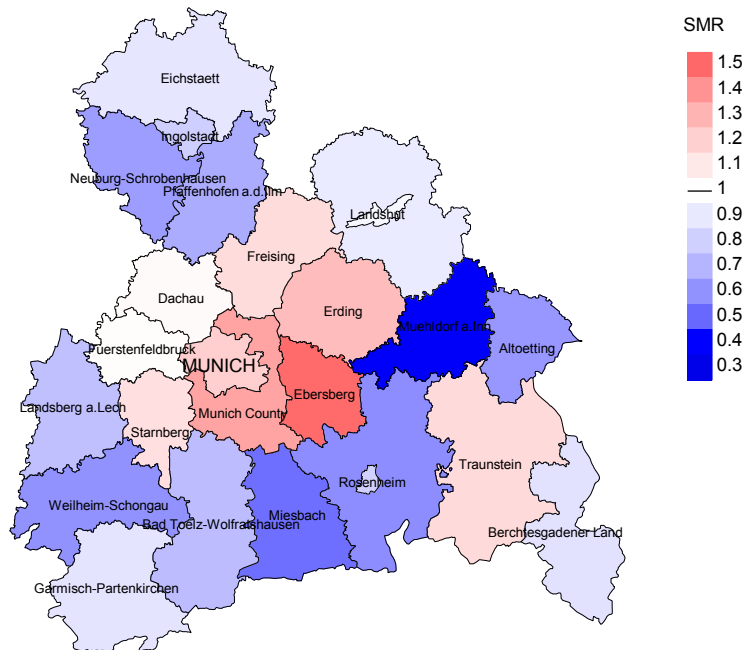 SMR
1.5
1.4
1.3
1.2
1.1
1
0.9
0.8
0.7
0.6
0.5
0.4
0.3
Eichstaett
Ingolstadt
Neuburg-Schrobenhausen
Pfaffenhofen a.d.Ilm
Landshut
Freising
Dachau
Erding
Muehldorf a.Inn
Fuerstenfeldbruck
Altoetting
MUNICH
Ebersberg
Landsberg a.Lech
Munich County
Starnberg
Traunstein
Rosenheim
Weilheim-Schongau
Miesbach
Bad Toelz-Wolfratshausen
Berchtesgadener Land
Garmisch-Partenkirchen